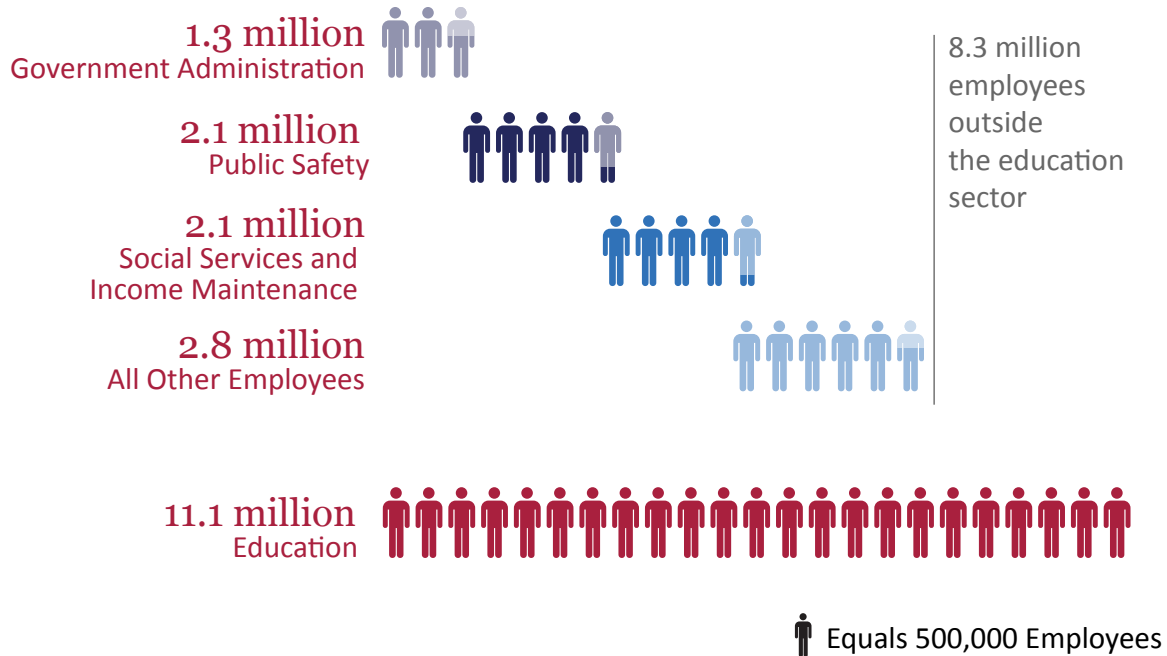 1.3 million
Government Administration
8.3 million
employees
outside
the education
sector
2.1 million
Public Safety
2.1 million
Social Services and
Income Maintenance
2.8 million
All Other Employees
11.1 million
Education
Equals 500,000 Employees